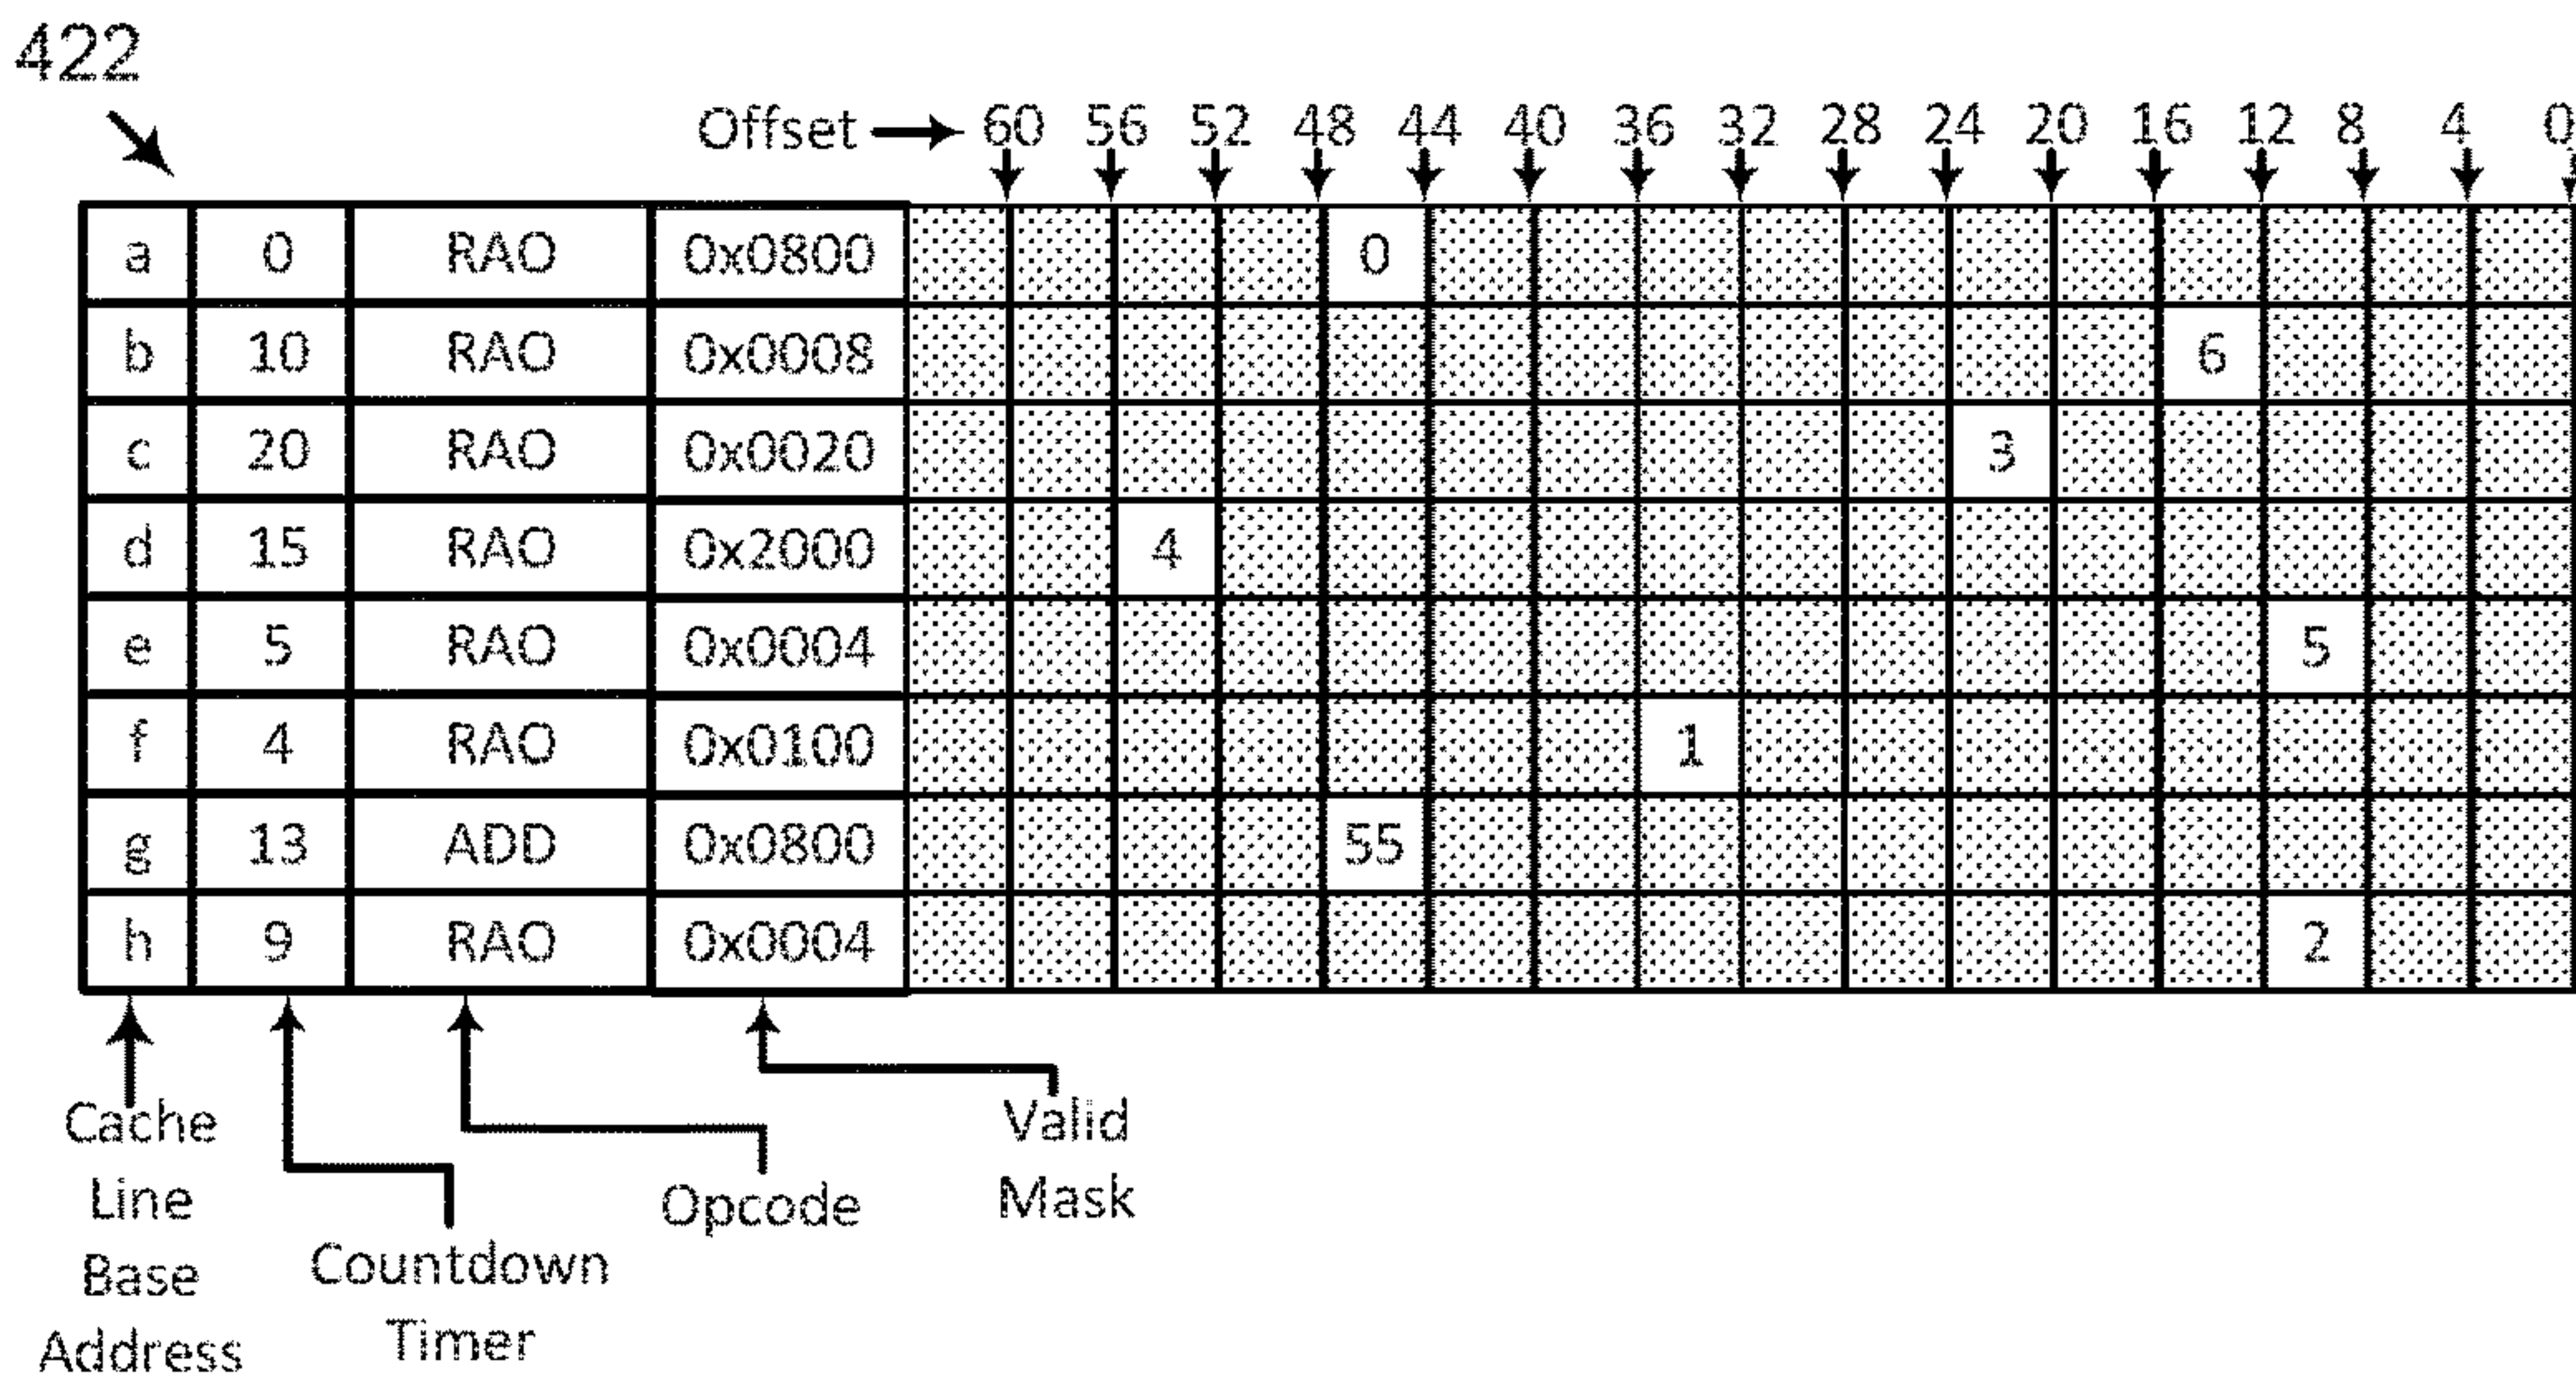 422
Offset 60 56 52 48 44 40 36 32 28 24 20 16 12 8 4 0
a 0 RAO 0x0800 0
b 10 RAO 0x0008 6
c 20 RAO 0x0020 3
d 15 RAO 0x2000 4
e 5 RAO 0x0004 5
f 4 RAO 0x0100 1
g 13 ADD 0x0800 55
h 9 RAO 0x0004 2
Cache
Line
Base
Address
Countdown
Timer
Opcode
Valid
Mask